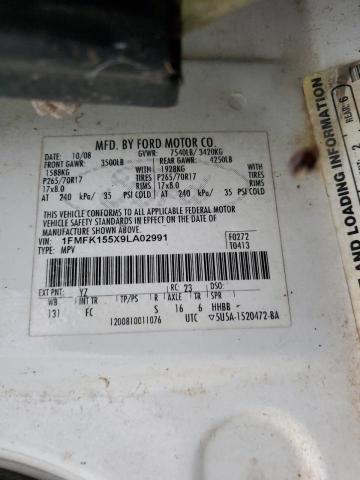 MFD. BY FORD MOTOR CO.
DATE: 10/08 GVWR: 7540LB/ 3420KG
FRONT GAWR: 3500LB REAR GAWR: 4250LB
1588KG WITH 1928KG WITH
P265/70R17 TIRES P265/70R17 TIRES
17x8.0 RIMS 17x8.0 RIMS
AT 240 kPa/ 35 PSI COLD AT 240 kPa/ 35 PSI COLD
THIS VEHICLE CONFORMS TO ALL APPLICABLE FEDERAL MOTOR
VEHICLE SAFETY STANDARDS IN EFFECT ON THE DATE OF
MANUFACTURE SHOWN ABOVE.
VIN: 1FMFK155X9LA02991 F0272
TYPE: MPV T0413
EXT PNT: YZ RC: 23 DSO:
WB INT TR TP/PS R AXLE TR SPR
131 FC S 16 6 HHBB
1200810011076 UTC ▽5U5A-1520472-BA
REAR: 6
E AND LOADING INFORMATION